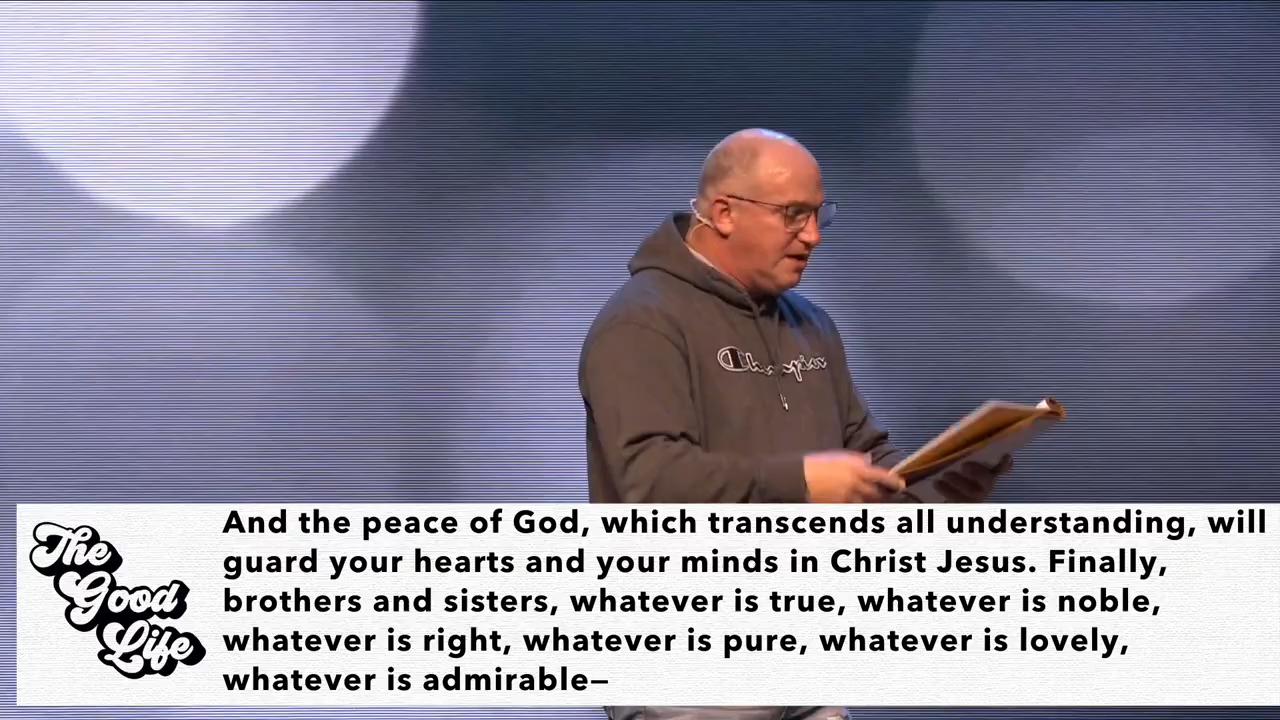 Champion
And the peace of God, which transcends all understanding, will
guard your hearts and your minds in Christ Jesus. Finally,
brothers and sisters, whatever is true, whatever is noble,
whatever is right, whatever is pure, whatever is lovely,
whatever is admirable—
The
Good
Life